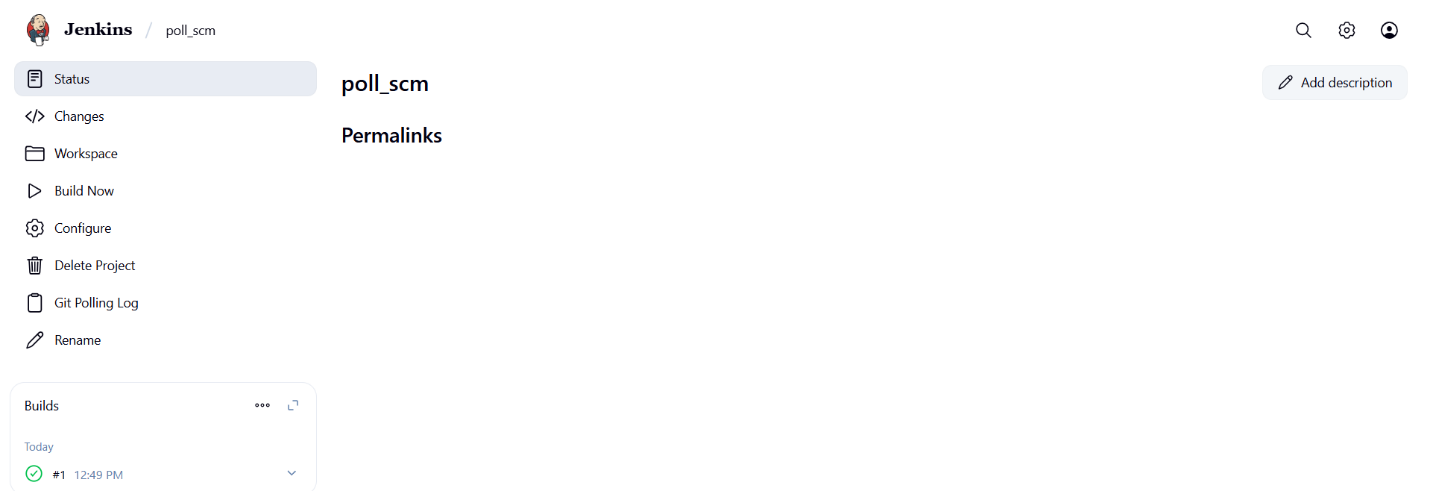 Jenkins / poll_scm
Status
Changes
Workspace
Build Now
Configure
Delete Project
Git Polling Log
Rename
Builds
Today
#1 12:49 PM
poll_scm
Add description
Permalinks